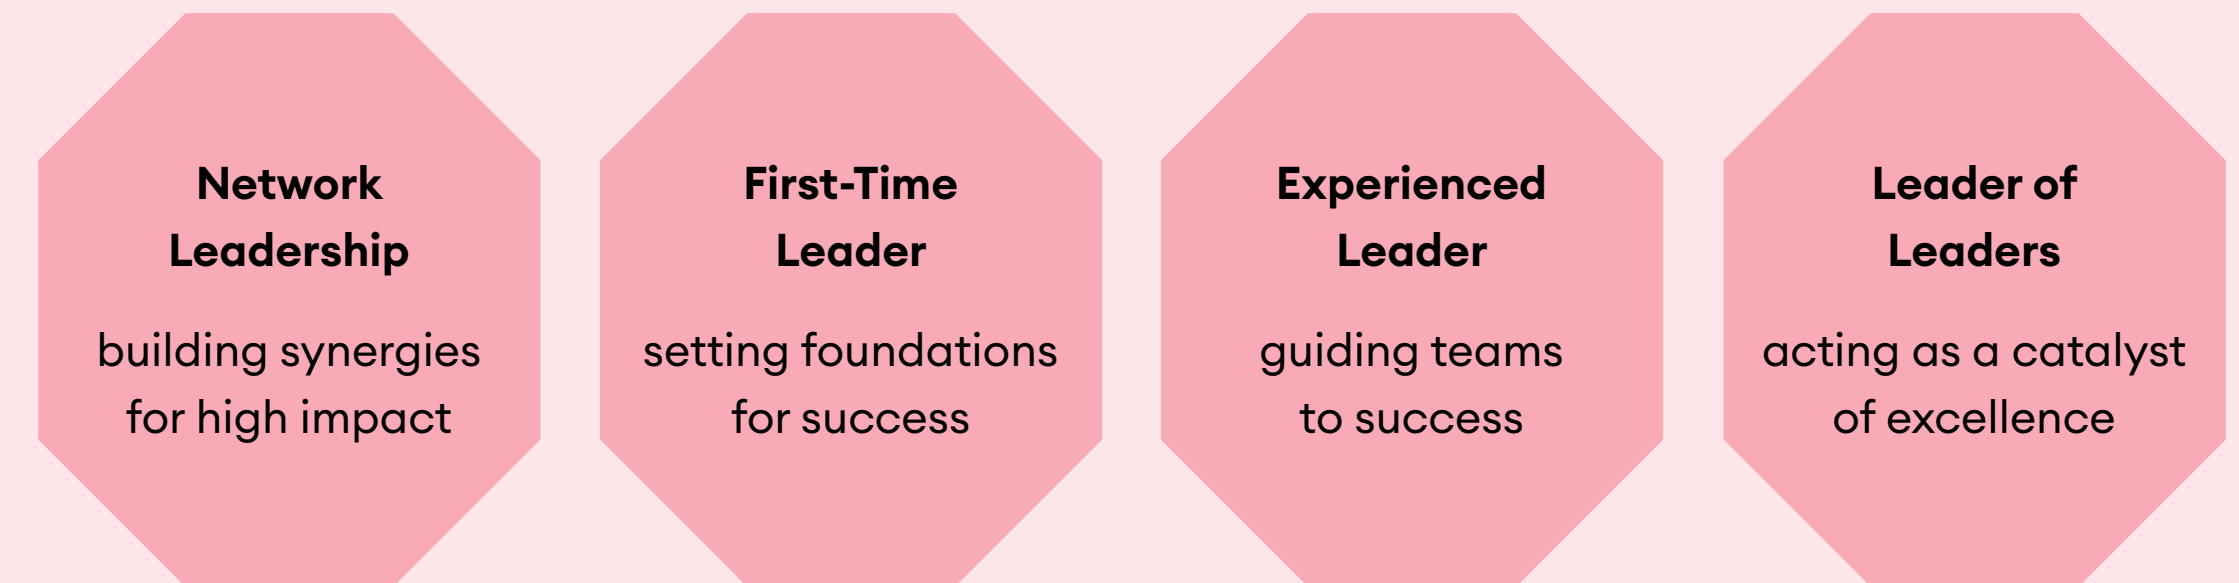 Network
Leadership
building synergies
for high impact
First-Time
Leader
setting foundations
for success
Experienced
Leader
guiding teams
to success
Leader of
Leaders
acting as a catalyst
of excellence